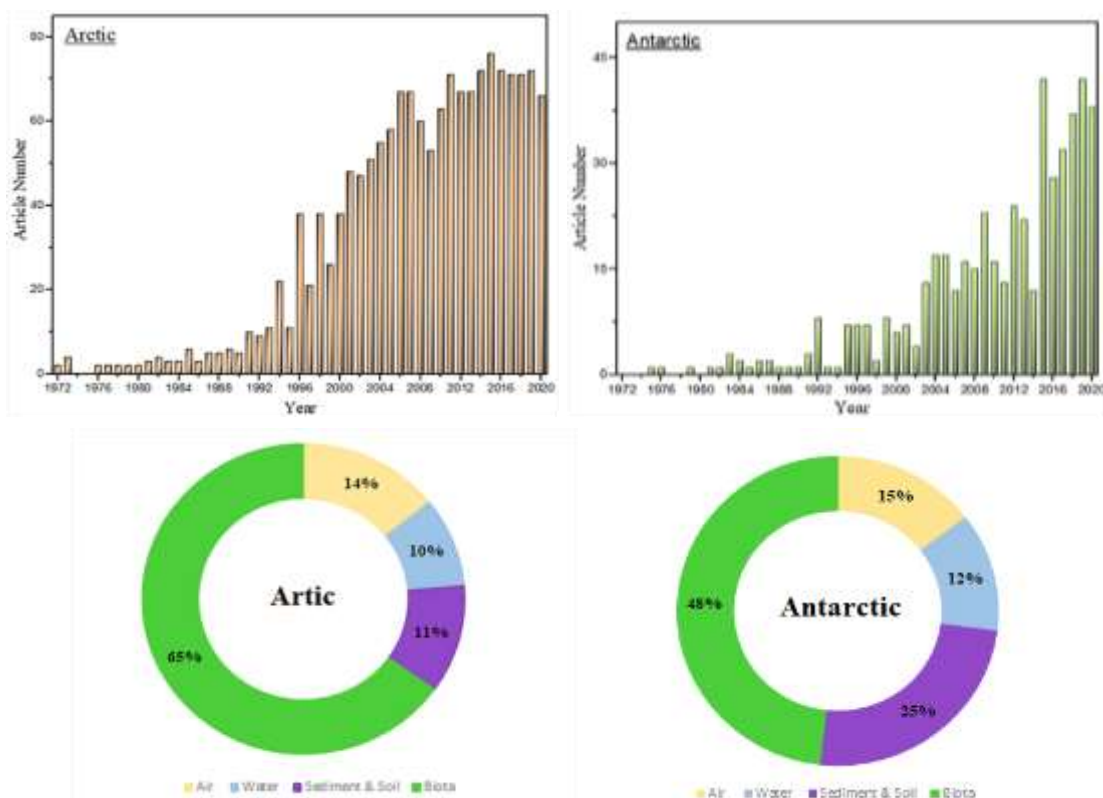 Arctic
80
60
40
20
0
Article Number
1972 1976 1980 1984 1988 1992 1996 2000 2004 2008 2012 2016 2020
Year
Antarctic
45
30
0
Article Number
1972 1976 1980 1984 1988 1992 1996 2000 2004 2008 2012 2016 2020
Year
14%
10%
11%
65%
Artic
Air Water Sediment & Soil Biota
15%
12%
25%
48%
Antarctic
Air Water Sediment & Soil Biota